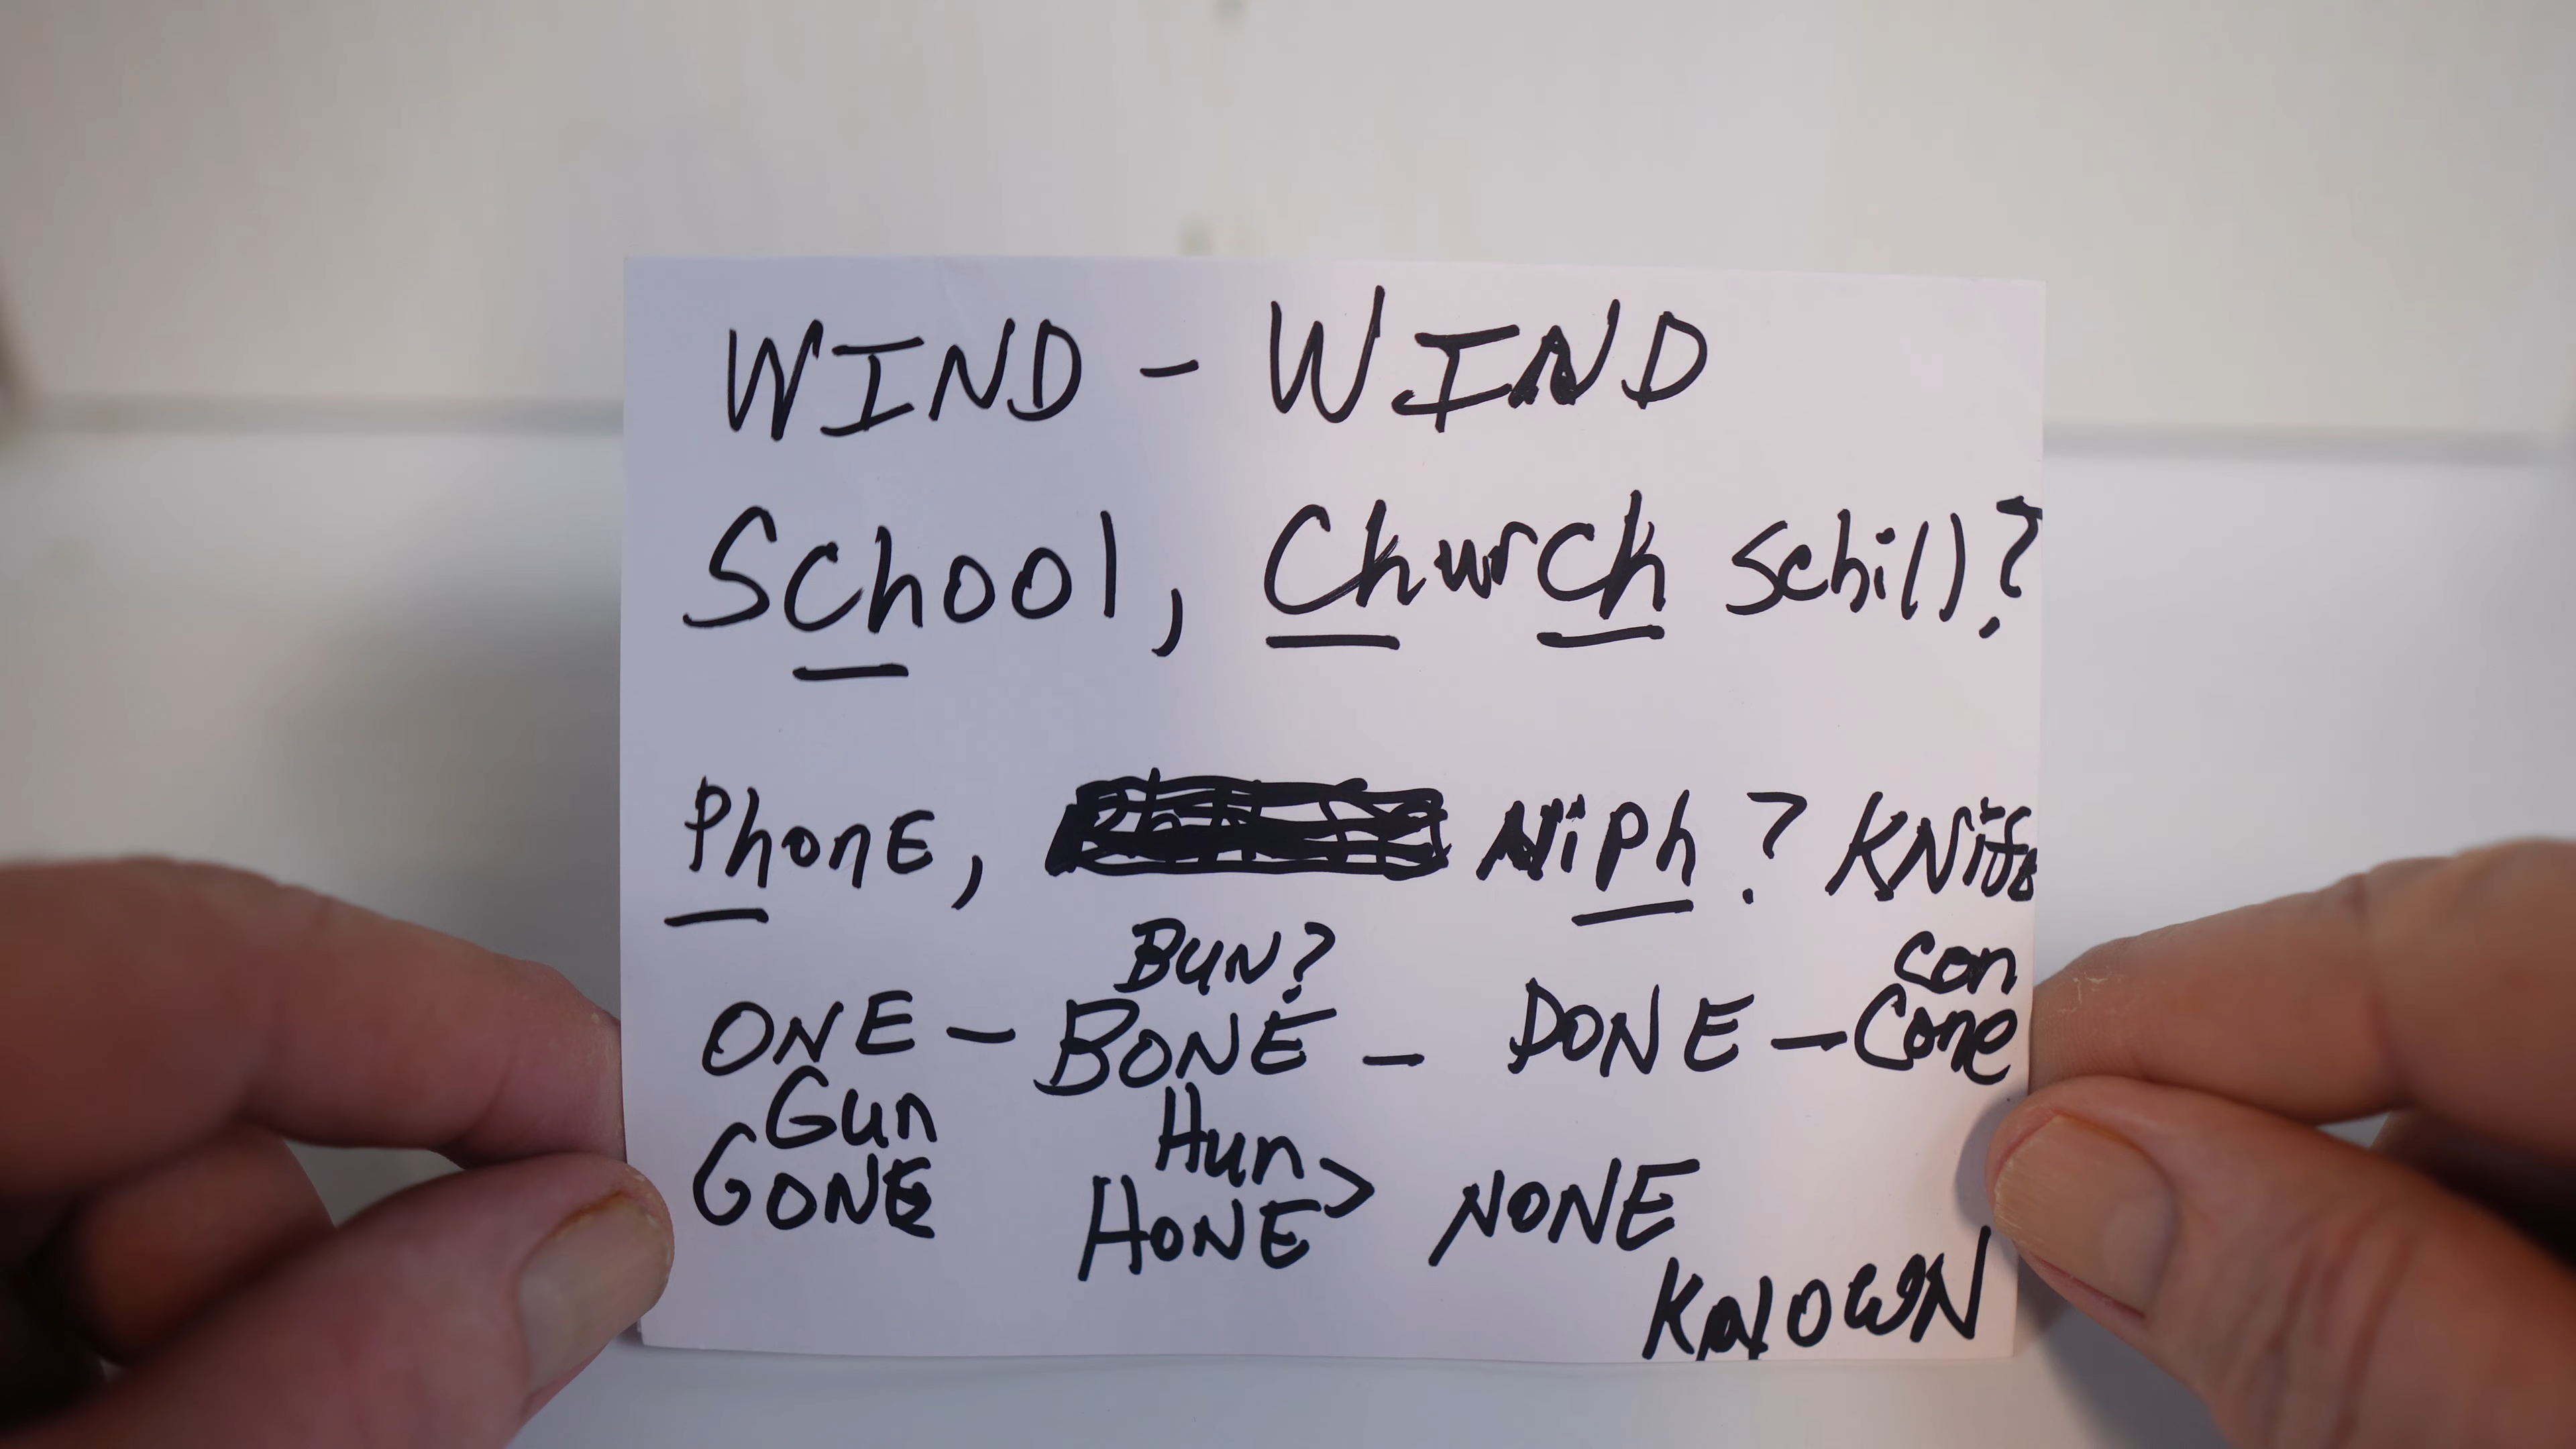 WIND - WIND
School, Church Schill?
PhonE, Niph? KNife
BUN? Con
ONE - BONE - DONE - Cone
Gun Hun
GONE HONE > NONE
KNOWN